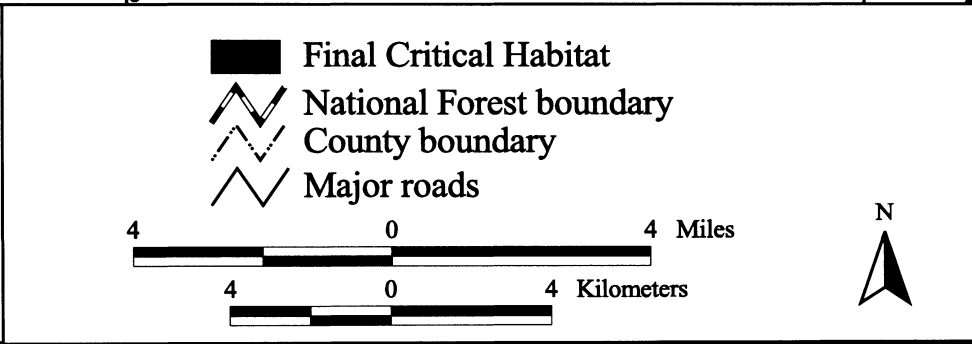 Final Critical Habitat
National Forest boundary
County boundary
Major roads
N
4 0 4 Miles
4 0 4 Kilometers